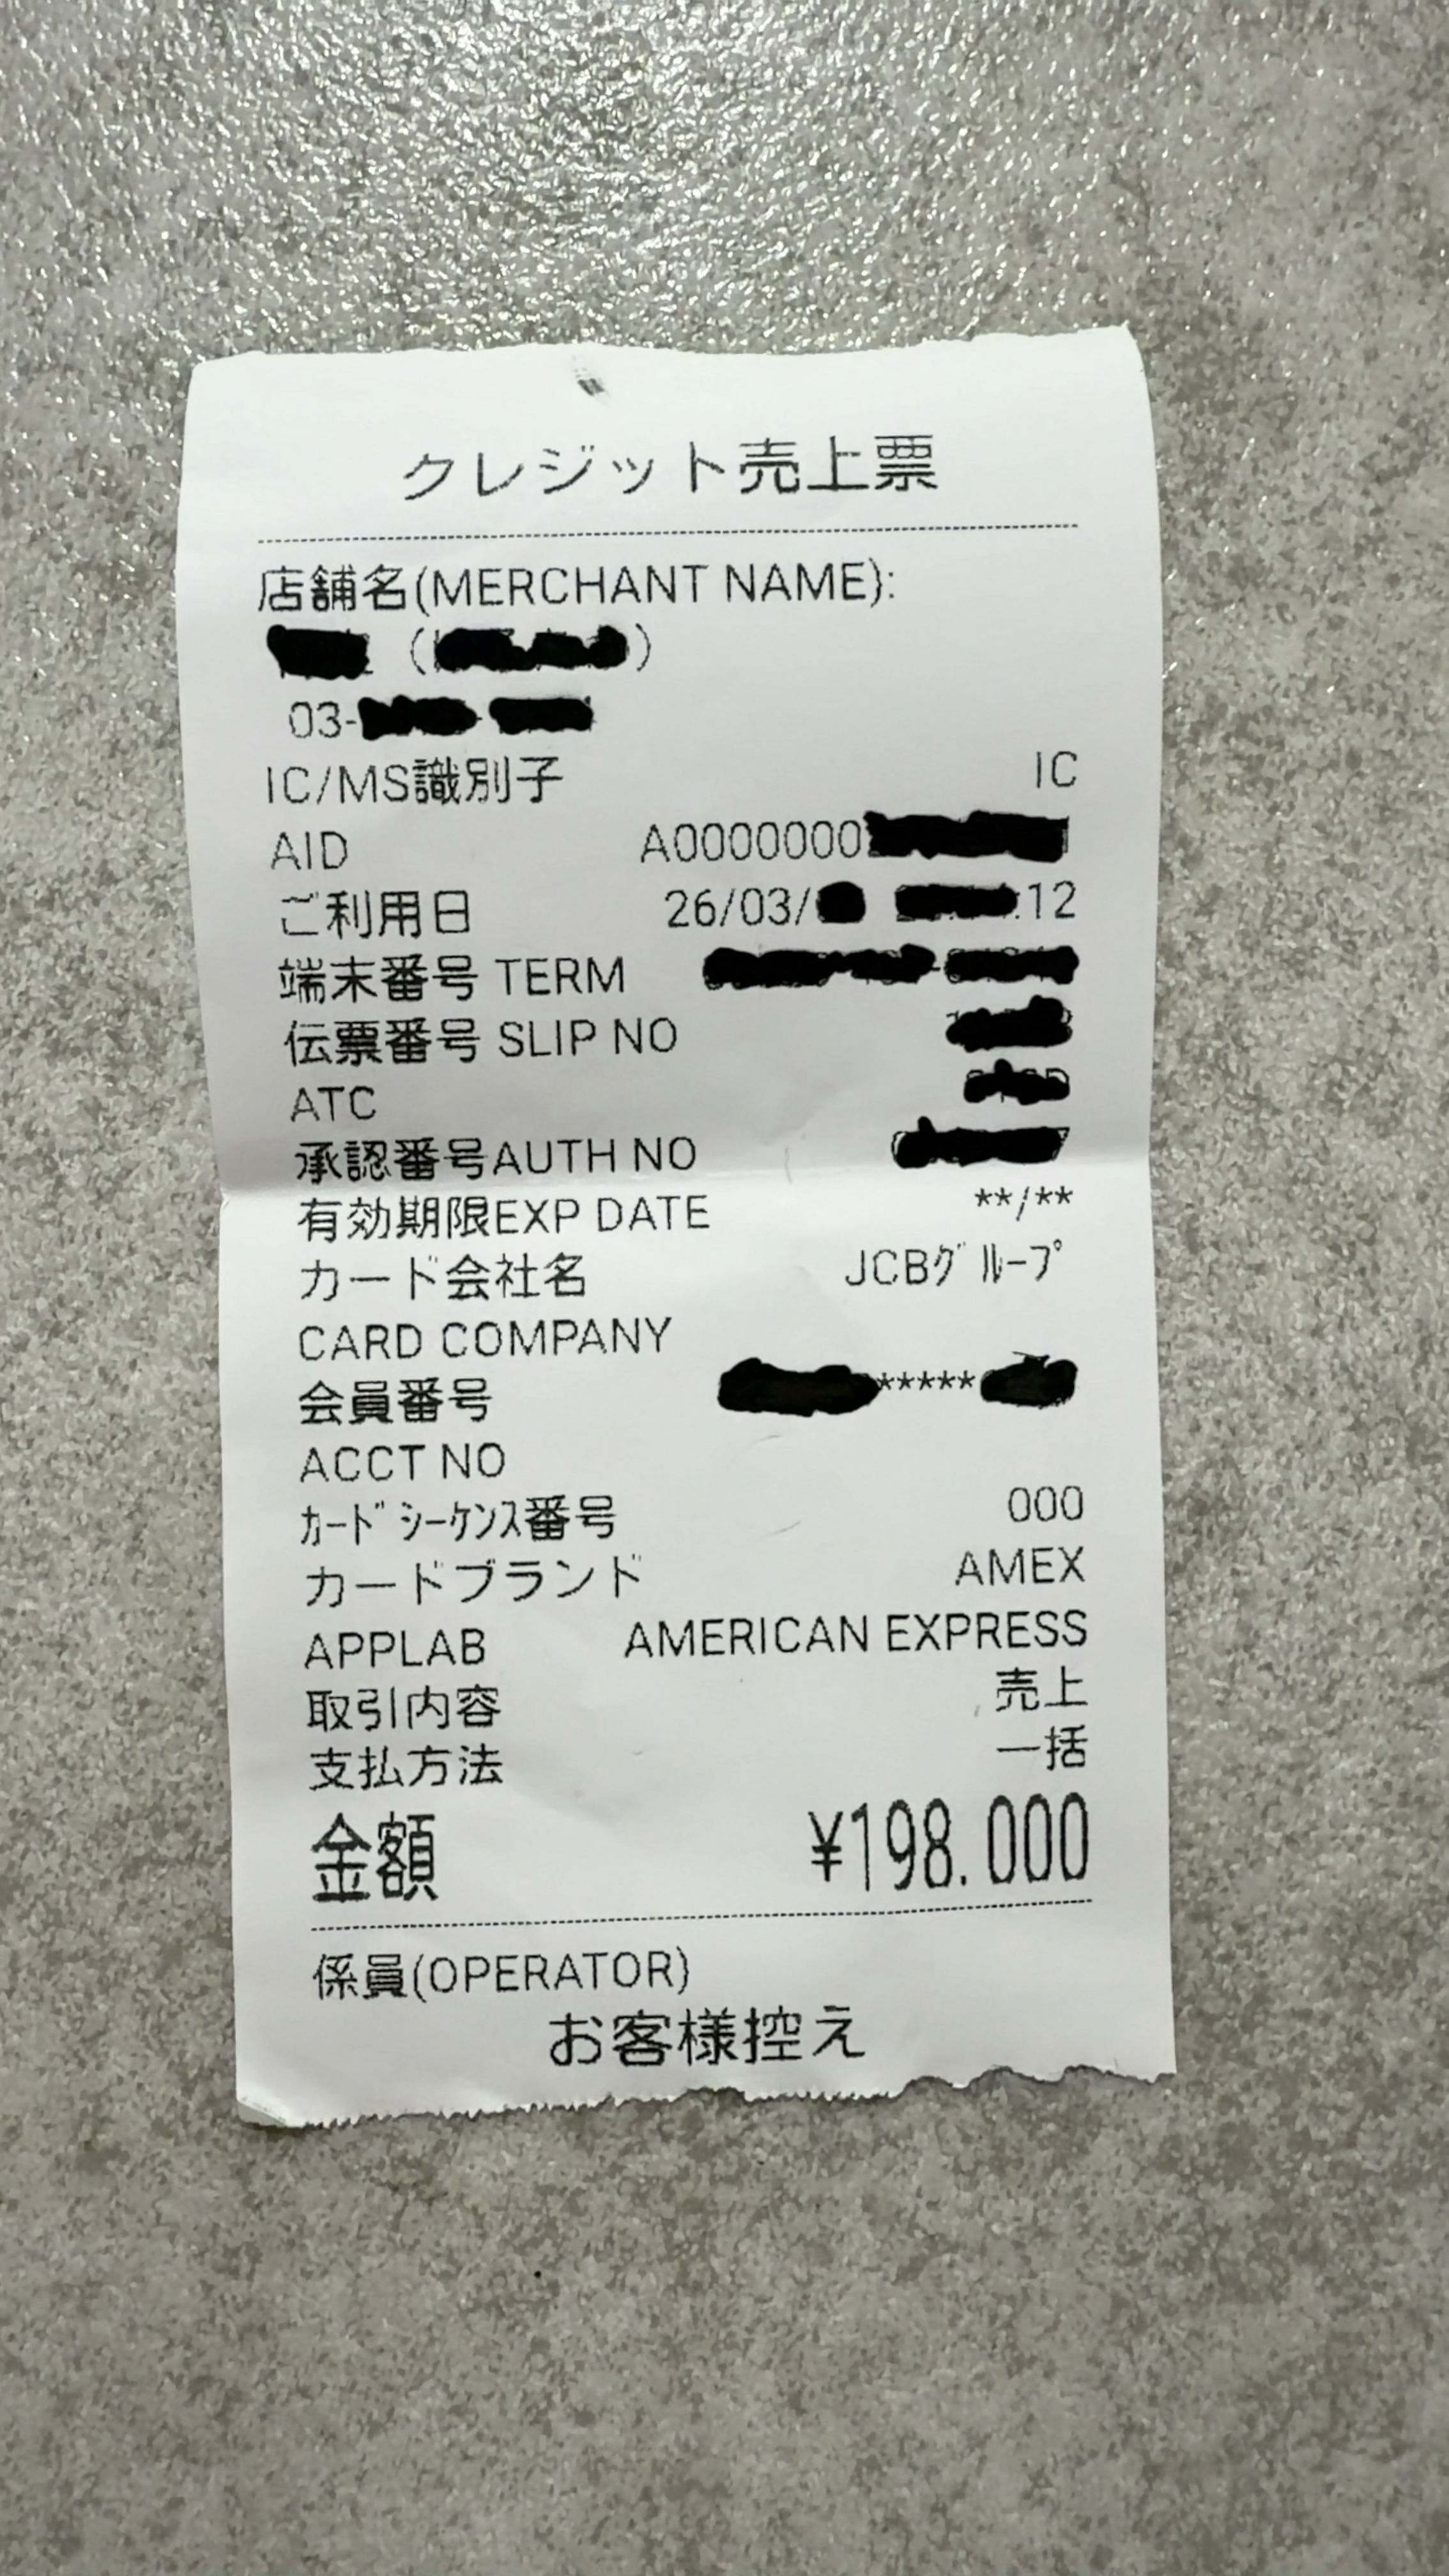 クレジット売上票
店舗名(MERCHANT NAME):
( )
03-
IC/MS識別子 IC
AID A0000000
ご利用日 26/03/ :12
端末番号 TERM
伝票番号 SLIP NO
ATC
承認番号AUTH NO
有効期限EXP DATE **/**
カード会社名 JCBグループ
CARD COMPANY
会員番号 *****
ACCT NO
カードシーケンス番号 000
カードブランド AMEX
APPLAB AMERICAN EXPRESS
取引内容 売上
支払方法 一括
金額 ¥198.000
係員(OPERATOR)
お客様控え